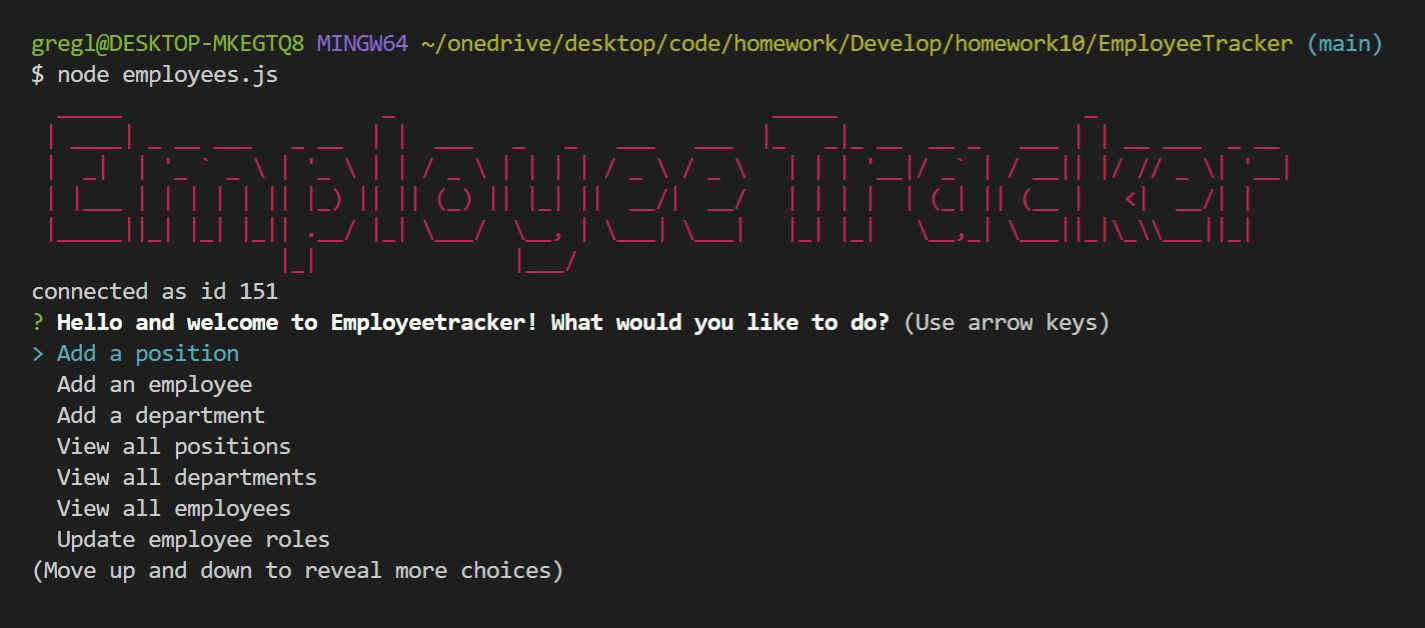 gregl@DESKTOP-MKEGTQ8 MINGW64 ~/onedrive/desktop/code/homework/Develop/homework10/EmployeeTracker (main)
$ node employees.js
Employee Tracker
connected as id 151
? Hello and welcome to Employeetracker! What would you like to do? (Use arrow keys)
> Add a position
Add an employee
Add a department
View all positions
View all departments
View all employees
Update employee roles
(Move up and down to reveal more choices)